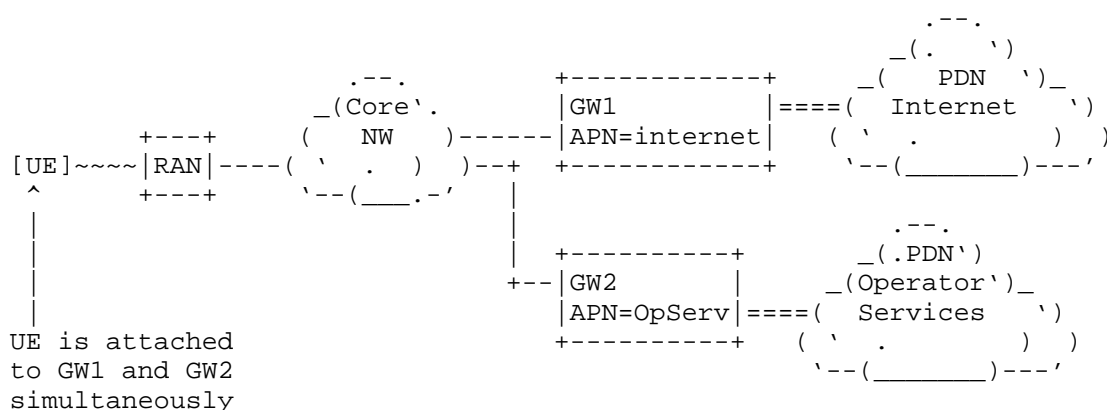 PDN
Internet
Core
NW
GW1
APN=internet
[UE]
RAN
PDN
Operator
Services
GW2
APN=OpServ
UE is attached
to GW1 and GW2
simultaneously